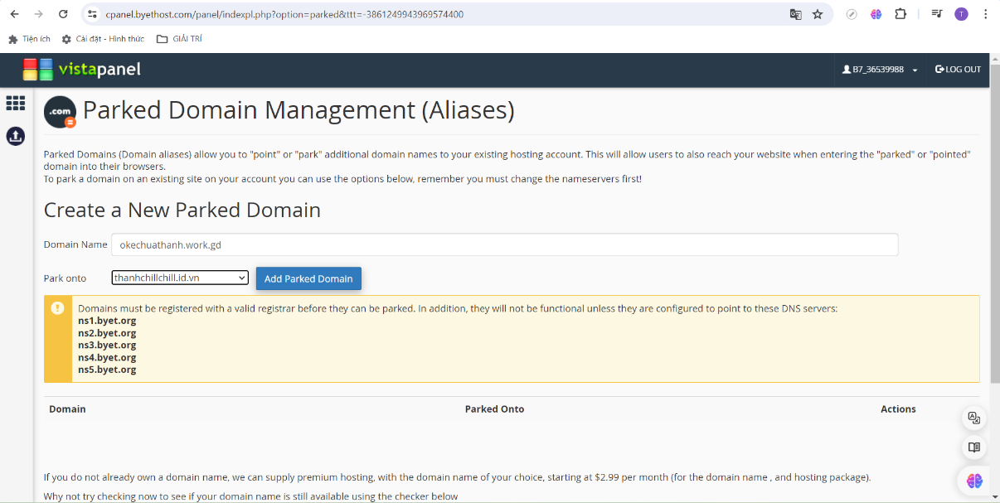 cpanel.byethost.com/panel/indexpl.php?option=parked&ttt=-3861249943969574400
T
Tiện ích
Cài đặt - Hình thức
GIẢI TRÍ
vistapanel
B7_36539988
LOG OUT
.com
Parked Domain Management (Aliases)
Parked Domains (Domain aliases) allow you to "point" or "park" additional domain names to your existing hosting account. This will allow users to also reach your website when entering the "parked" or "pointed"
domain into their browsers.
To park a domain on an existing site on your account you can use the options below, remember you must change the nameservers first!
Create a New Parked Domain
Domain Name
okechuathanh.work.gd
Park onto
thanhchillchill.id.vn
Add Parked Domain
Domains must be registered with a valid registrar before they can be parked. In addition, they will not be functional unless they are configured to point to these DNS servers:
ns1.byet.org
ns2.byet.org
ns3.byet.org
ns4.byet.org
ns5.byet.org
Domain
Parked Onto
Actions
If you do not already own a domain name, we can supply premium hosting, with the domain name of your choice, starting at $2.99 per month (for the domain name , and hosting package).
Why not try checking now to see if your domain name is still available using the checker below